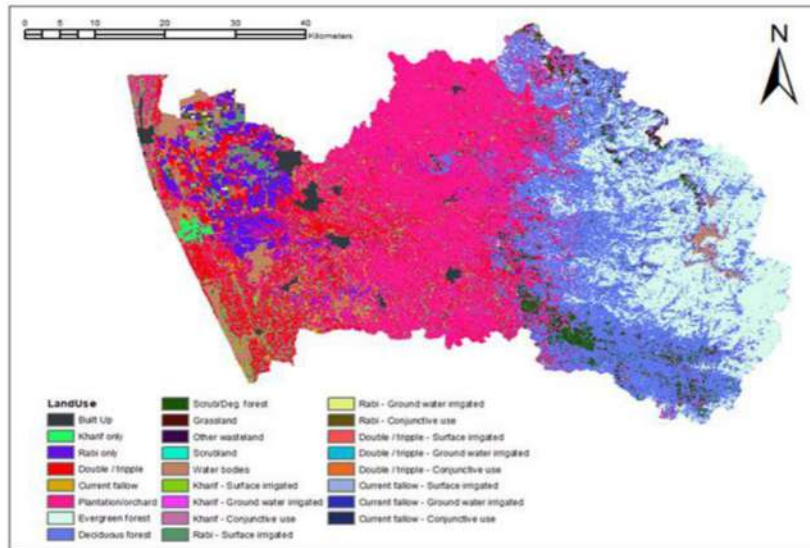 0 5 10 20 30 40
Kilometers
N
LandUse
Built Up
Kharif only
Rabi only
Double / tripple
Current fallow
Plantation/orchard
Evergreen forest
Deciduous forest
Scrub/Deg. forest
Grassland
Other wasteland
Scrubland
Water bodies
Kharif - Surface irrigated
Kharif - Ground water irrigated
Kharif - Conjunctive use
Rabi - Surface irrigated
Rabi - Ground water irrigated
Rabi - Conjunctive use
Double / tripple - Surface irrigated
Double / tripple - Ground water irrigated
Double / tripple - Conjunctive use
Current fallow - Surface irrigated
Current fallow - Ground water irrigated
Current fallow - Conjunctive use